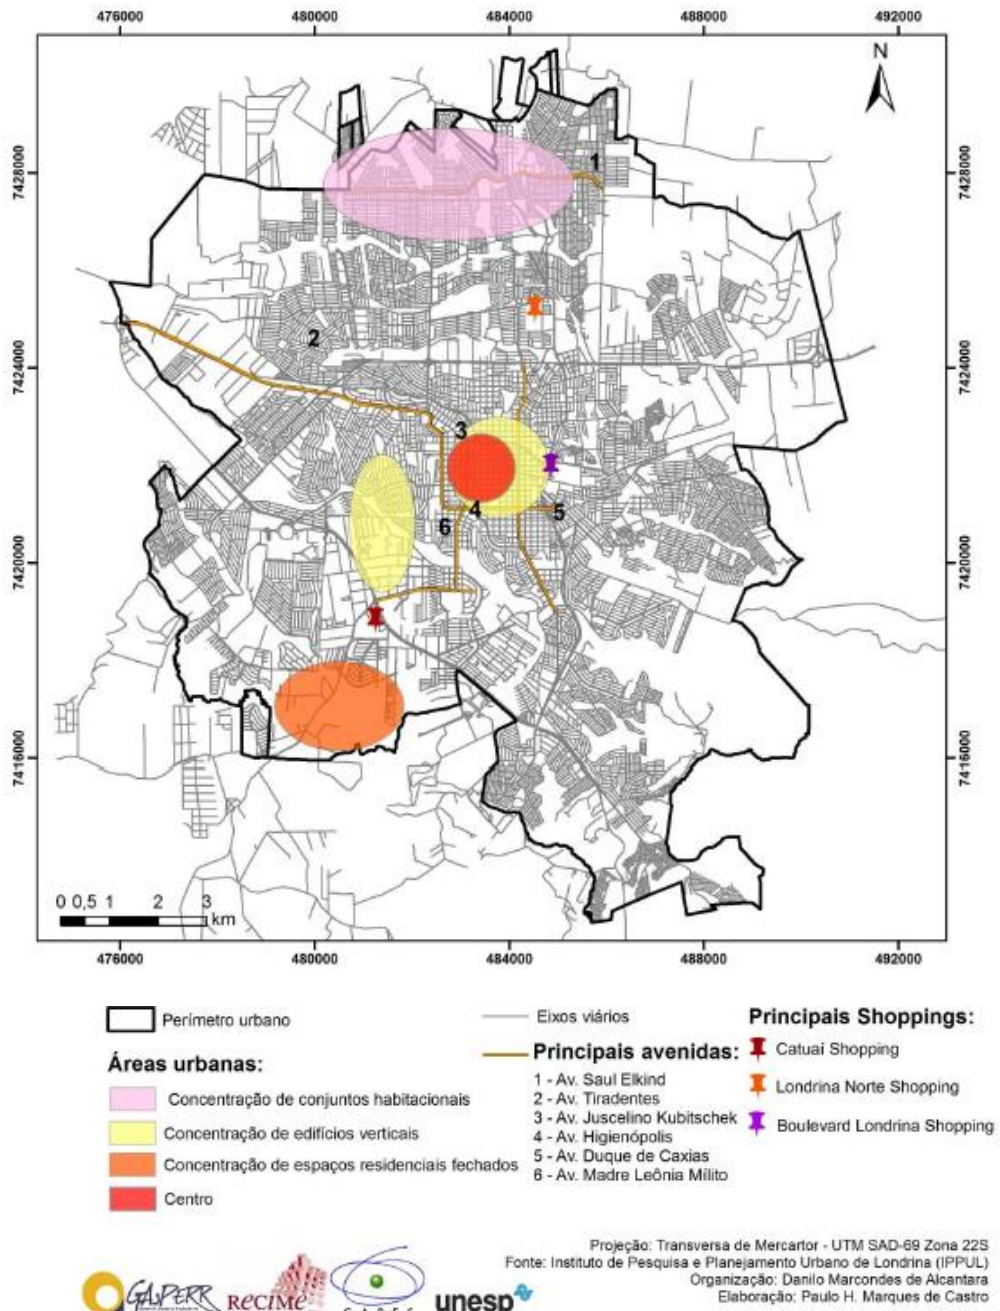 476000 480000 484000 488000 492000
N
7428000 7428000
1
2
7424000 7424000
3
4
5
6
7420000 7420000
7416000 7416000
0 0,5 1 2 3
km
476000 480000 484000 488000 492000
Perímetro urbano
Áreas urbanas:
Concentração de conjuntos habitacionais
Concentração de edifícios verticais
Concentração de espaços residenciais fechados
Centro
Eixos viários
Principais avenidas:
1 - Av. Saul Elkind
2 - Av. Tiradentes
3 - Av. Juscelino Kubitschek
4 - Av. Higienópolis
5 - Av. Duque de Caxias
6 - Av. Madre Leônia Milito
Principais Shoppings:
Catuaí Shopping
Londrina Norte Shopping
Boulevard Londrina Shopping
Projeção: Transversa de Mercartor - UTM SAD-69 Zona 22S
Fonte: Instituto de Pesquisa e Planejamento Urbano de Londrina (IPPUL)
Organização: Danilo Marcondes de Alcantara
Elaboração: Paulo H. Marques de Castro
GAsPERR
ReCiMe
unesp